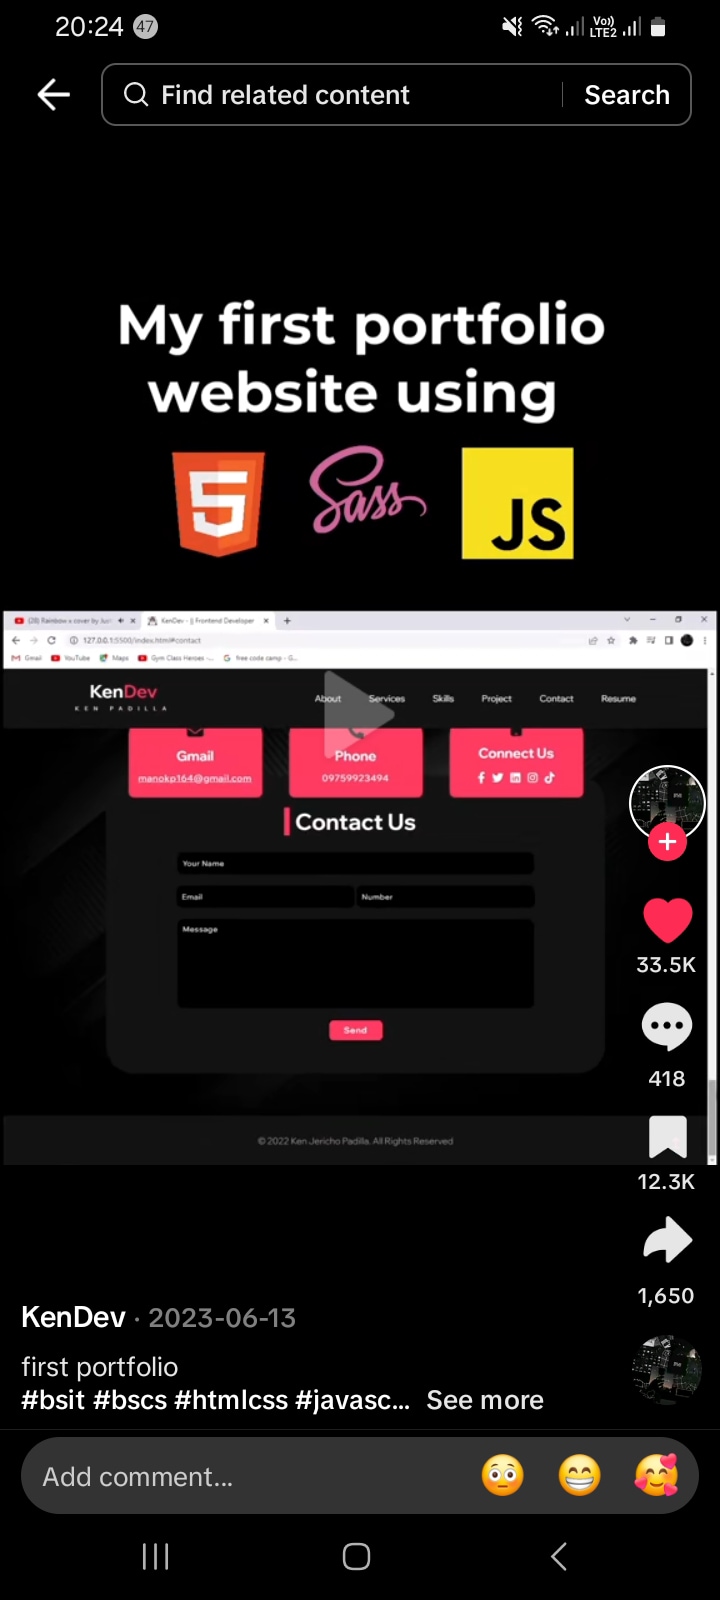 20:24 47 Vo) LTE2
Find related content Search
My first portfolio
website using
5 Sass JS
(28) Rainbow x cover by Jus KenDev - || Frontend Developer
127.0.0.1:5500/index.html#contact
Gmail YouTube Maps Gym Class Heroes -... free code camp - G...
KenDev
KEN PADILLA
About Services Skills Project Contact Resume
Gmail Phone Connect Us
manokp164@gmail.com 09759923494
Contact Us
Your Name
Email Number
Message
Send
© 2022 Ken Jericho Padilla. All Rights Reserved
33.5K
418
12.3K
1,650
KenDev · 2023-06-13
first portfolio
#bsit #bscs #htmlcss #javasc... See more
Add comment...